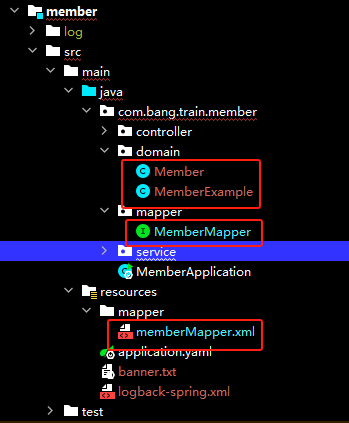 member
log
src
main
java
com.bang.train.member
controller
domain
Member
MemberExample
mapper
MemberMapper
service
MemberApplication
resources
mapper
memberMapper.xml
application.yaml
banner.txt
logback-spring.xml
test